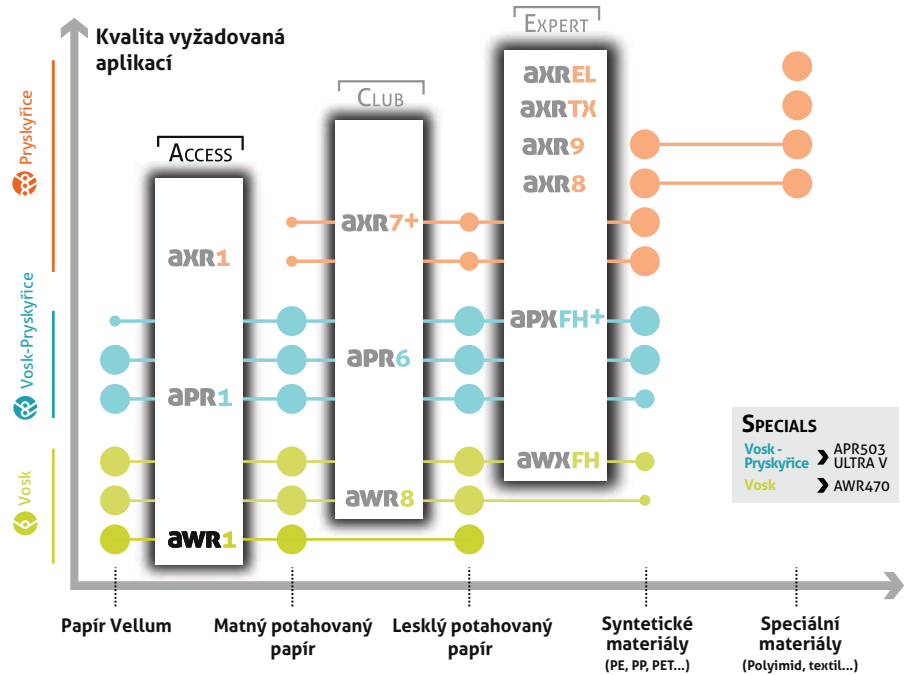 Kvalita vyžadovaná
aplikací
EXPERT
CLUB
ACCESS
Pryskyřice
Vosk-Pryskyřice
Vosk
aXREL
aXRTX
aXR9
aXR8
aXR7+
aXR1
aPXFH+
aPR6
aPR1
aWXFH
aWR8
aWR1
SPECIALS
Vosk -
Pryskyřice
APR503
ULTRA V
Vosk
AWR470
Papír Vellum
Matný potahovaný
papír
Lesklý potahovaný
papír
Syntetické
materiály
(PE, PP, PET...)
Speciální
materiály
(Polyimid, textil...)